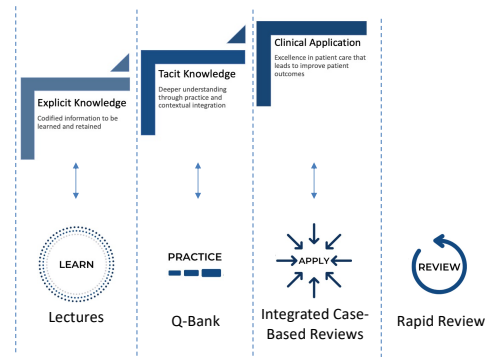 Explicit Knowledge
Codified information to be
learned and retained
Tacit Knowledge
Deeper understanding
through practice and
contextual integration
Clinical Application
Excellence in patient care that
leads to improve patient
outcomes
LEARN
Lectures
PRACTICE
Q-Bank
APPLY
Integrated Case-
Based Reviews
REVIEW
Rapid Review